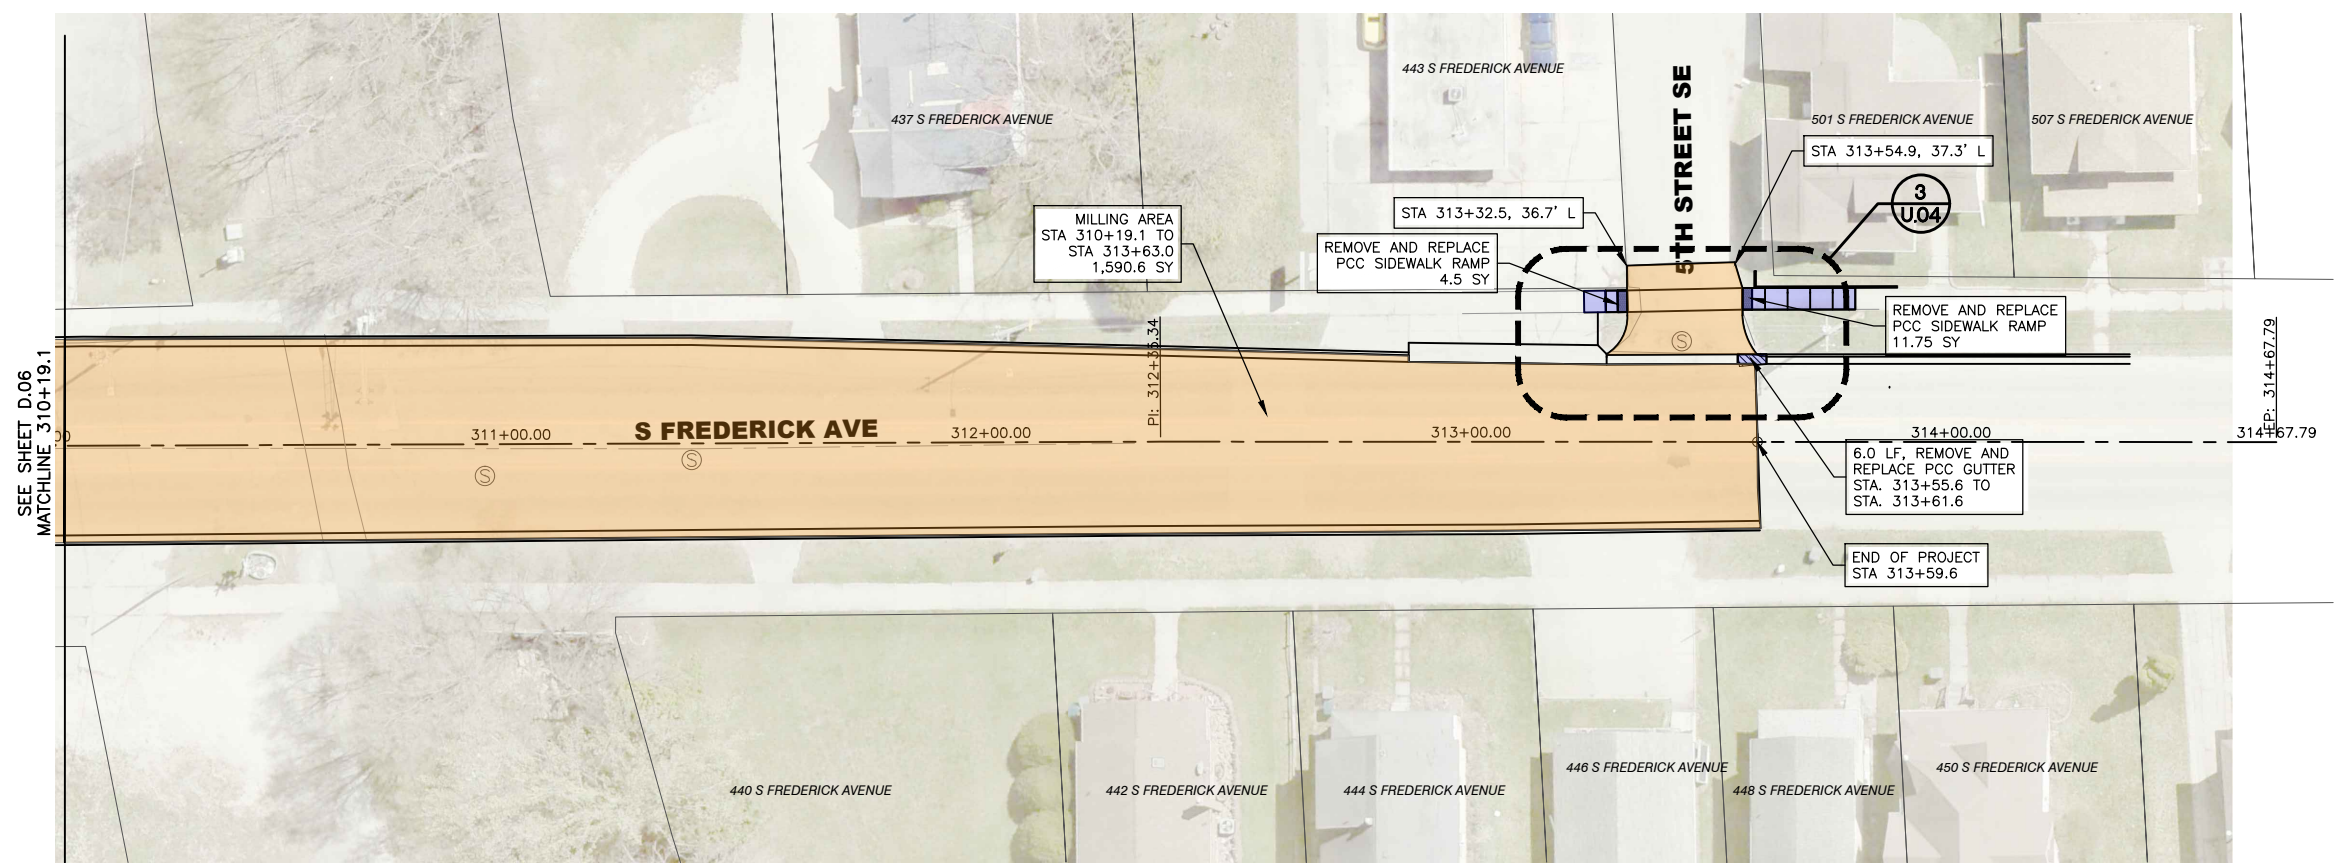 443 S FREDERICK AVENUE
437 S FREDERICK AVENUE
501 S FREDERICK AVENUE
507 S FREDERICK AVENUE
5TH STREET SE
STA 313+54.9, 37.3' L
3
U.04
STA 313+32.5, 36.7' L
MILLING AREA
STA 310+19.1 TO
STA 313+63.0
1,590.6 SY
REMOVE AND REPLACE
PCC SIDEWALK RAMP
4.5 SY
REMOVE AND REPLACE
PCC SIDEWALK RAMP
11.75 SY
SEE SHEET D.06
MATCHLINE 310+19.1
EP: 314+67.79
S
S FREDERICK AVE
311+00.00
312+00.00
313+00.00
314+00.00
314+67.79
S
S
6.0 LF, REMOVE AND
REPLACE PCC GUTTER
STA. 313+55.6 TO
STA. 313+61.6
END OF PROJECT
STA 313+59.6
446 S FREDERICK AVENUE
450 S FREDERICK AVENUE
440 S FREDERICK AVENUE
442 S FREDERICK AVENUE
444 S FREDERICK AVENUE
448 S FREDERICK AVENUE